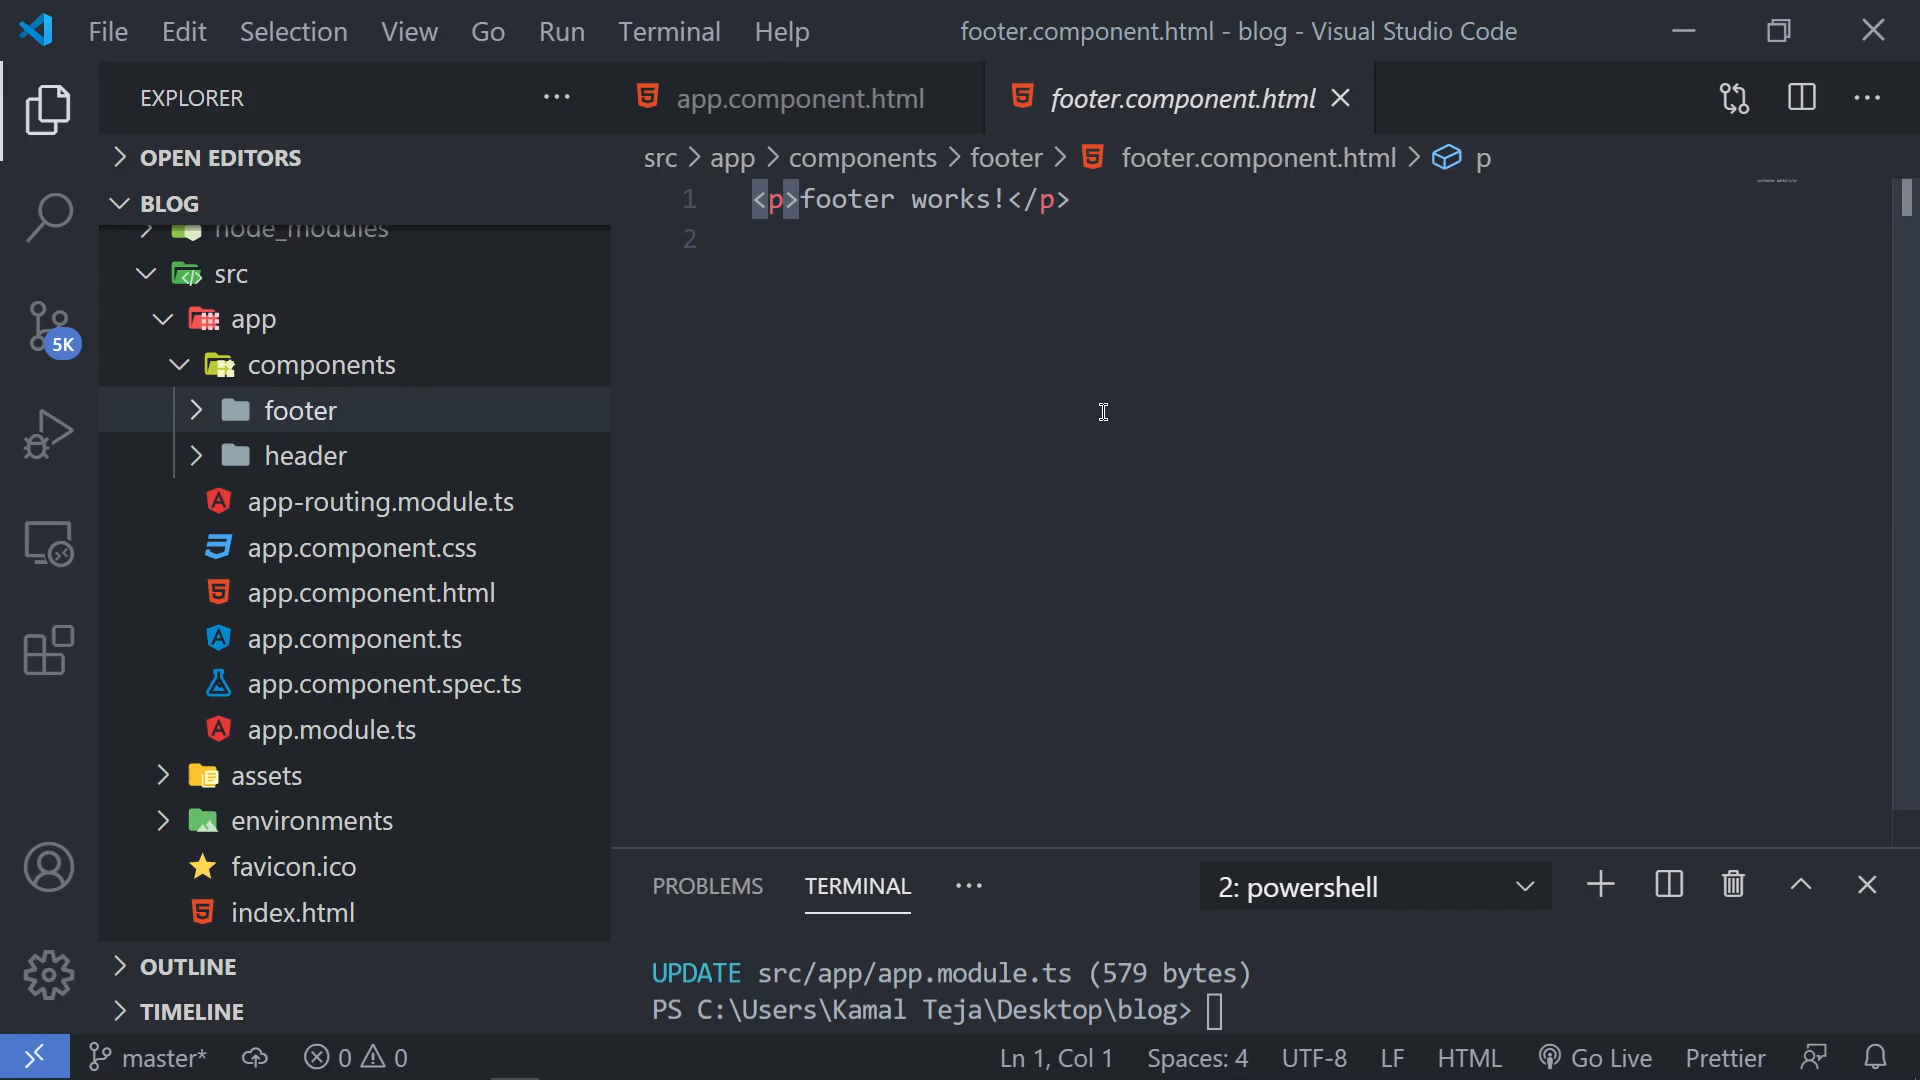 File Edit Selection View Go Run Terminal Help footer.component.html - blog - Visual Studio Code
EXPLORER
app.component.html
footer.component.html
OPEN EDITORS
src > app > components > footer > footer.component.html > p
BLOG
1 <p>footer works!</p>
2
node_modules
src
app
components
footer
header
app-routing.module.ts
app.component.css
app.component.html
app.component.ts
app.component.spec.ts
app.module.ts
assets
environments
favicon.ico
index.html
OUTLINE
TIMELINE
5K
PROBLEMS TERMINAL ... 2: powershell
UPDATE src/app/app.module.ts (579 bytes)
PS C:\Users\Kamal Teja\Desktop\blog>
master* 0 0 Ln 1, Col 1 Spaces: 4 UTF-8 LF HTML Go Live Prettier